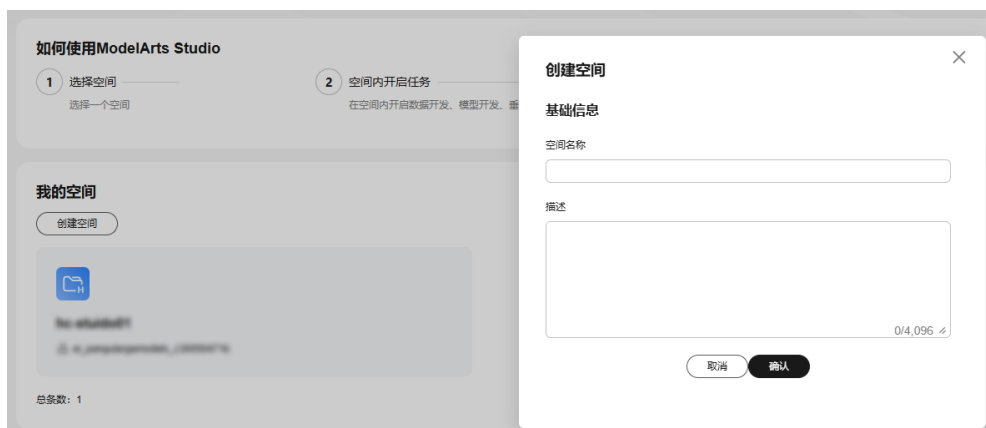 如何使用ModelArts Studio
1 选择空间
选择一个空间
2 空间内开启任务
在空间内开启数据开发、模型开发、垂
我的空间
创建空间
总条数：1
创建空间
基础信息
空间名称
描述
0/4,096
取消
确认